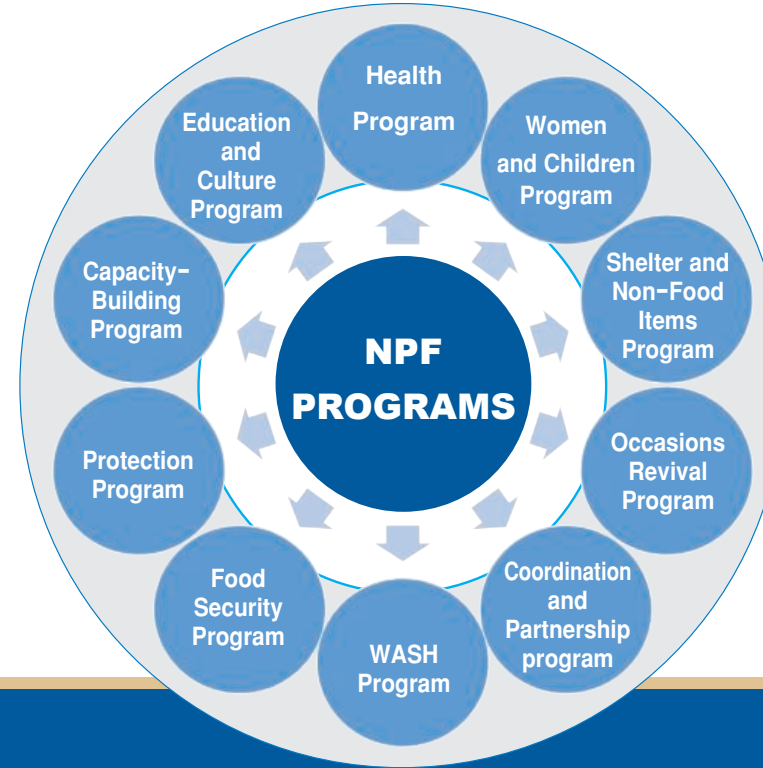 Health
Program
Women
and Children
Program
Shelter and
Non-Food
Items
Program
Occasions
Revival
Program
Coordination
and
Partnership
program
WASH
Program
Food
Security
Program
Protection
Program
Capacity-
Building
Program
Education
and
Culture
Program
NPF
PROGRAMS